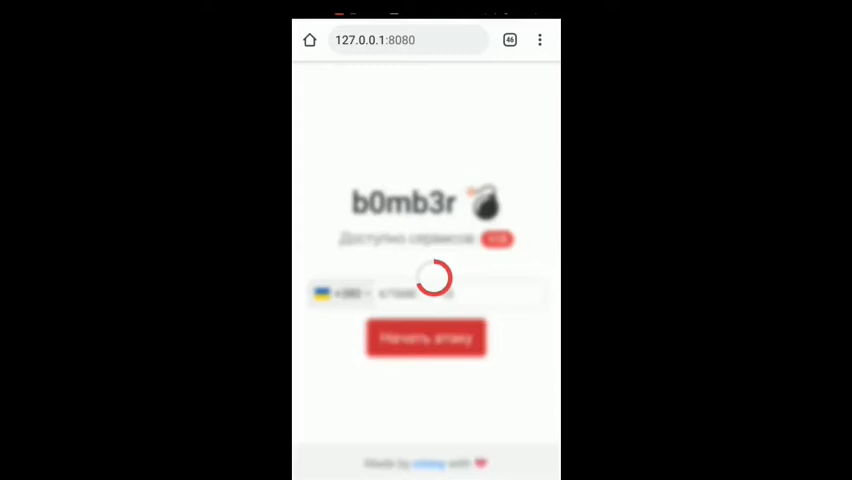 127.0.0.1:8080
46
b0mb3r
Доступно сервисов
+380
Начать атаку
Made by with